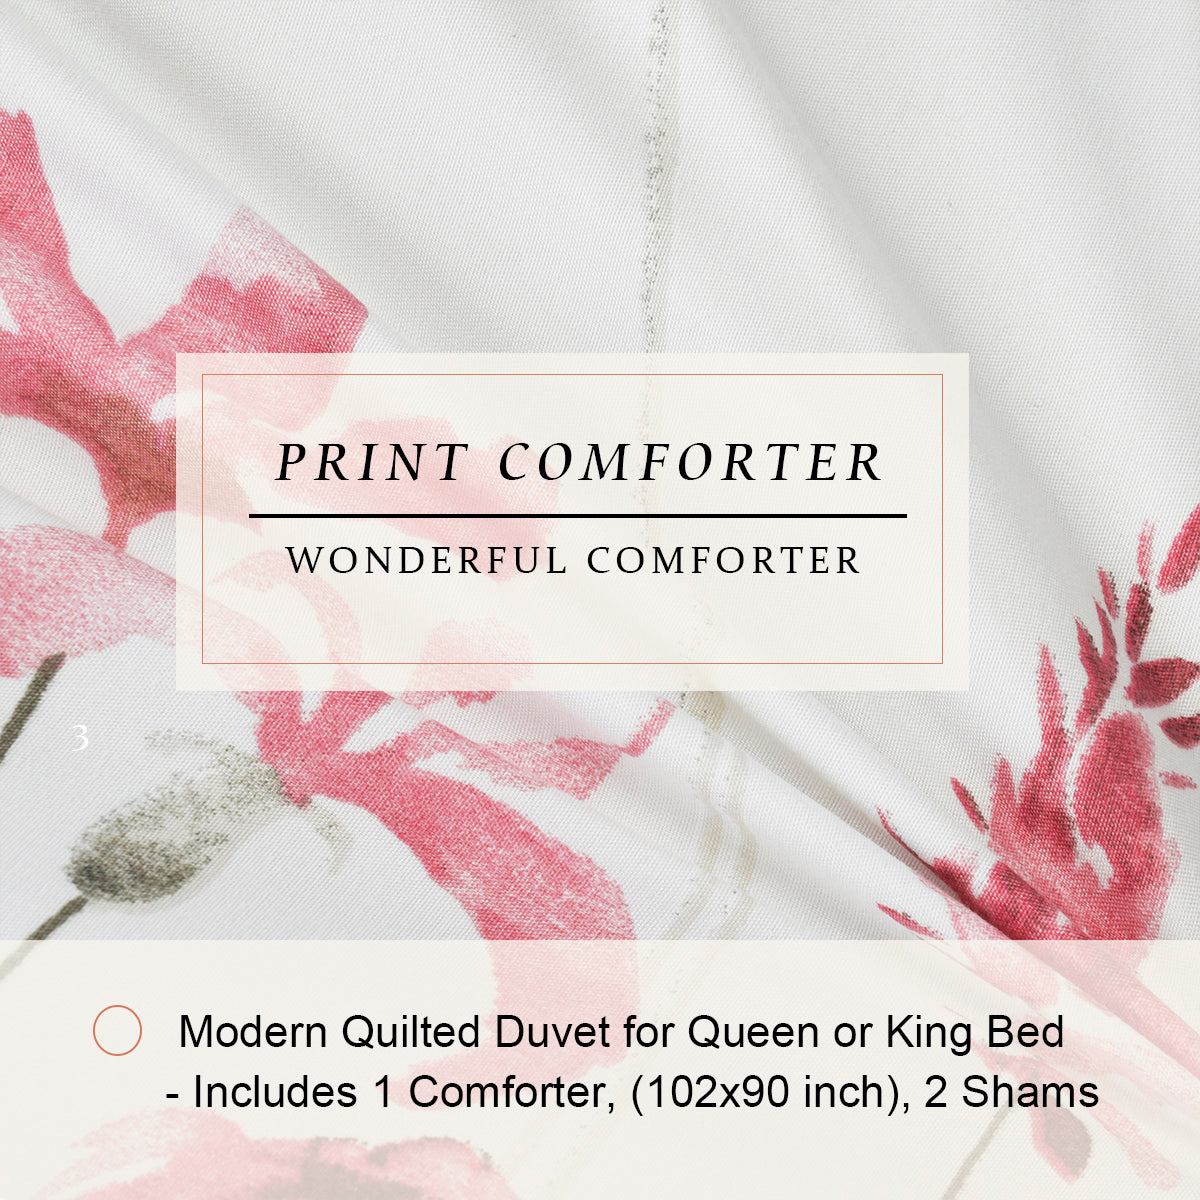 PRINT COMFORTER
WONDERFUL COMFORTER
3
Modern Quilted Duvet for Queen or King Bed
- Includes 1 Comforter, (102x90 inch), 2 Shams